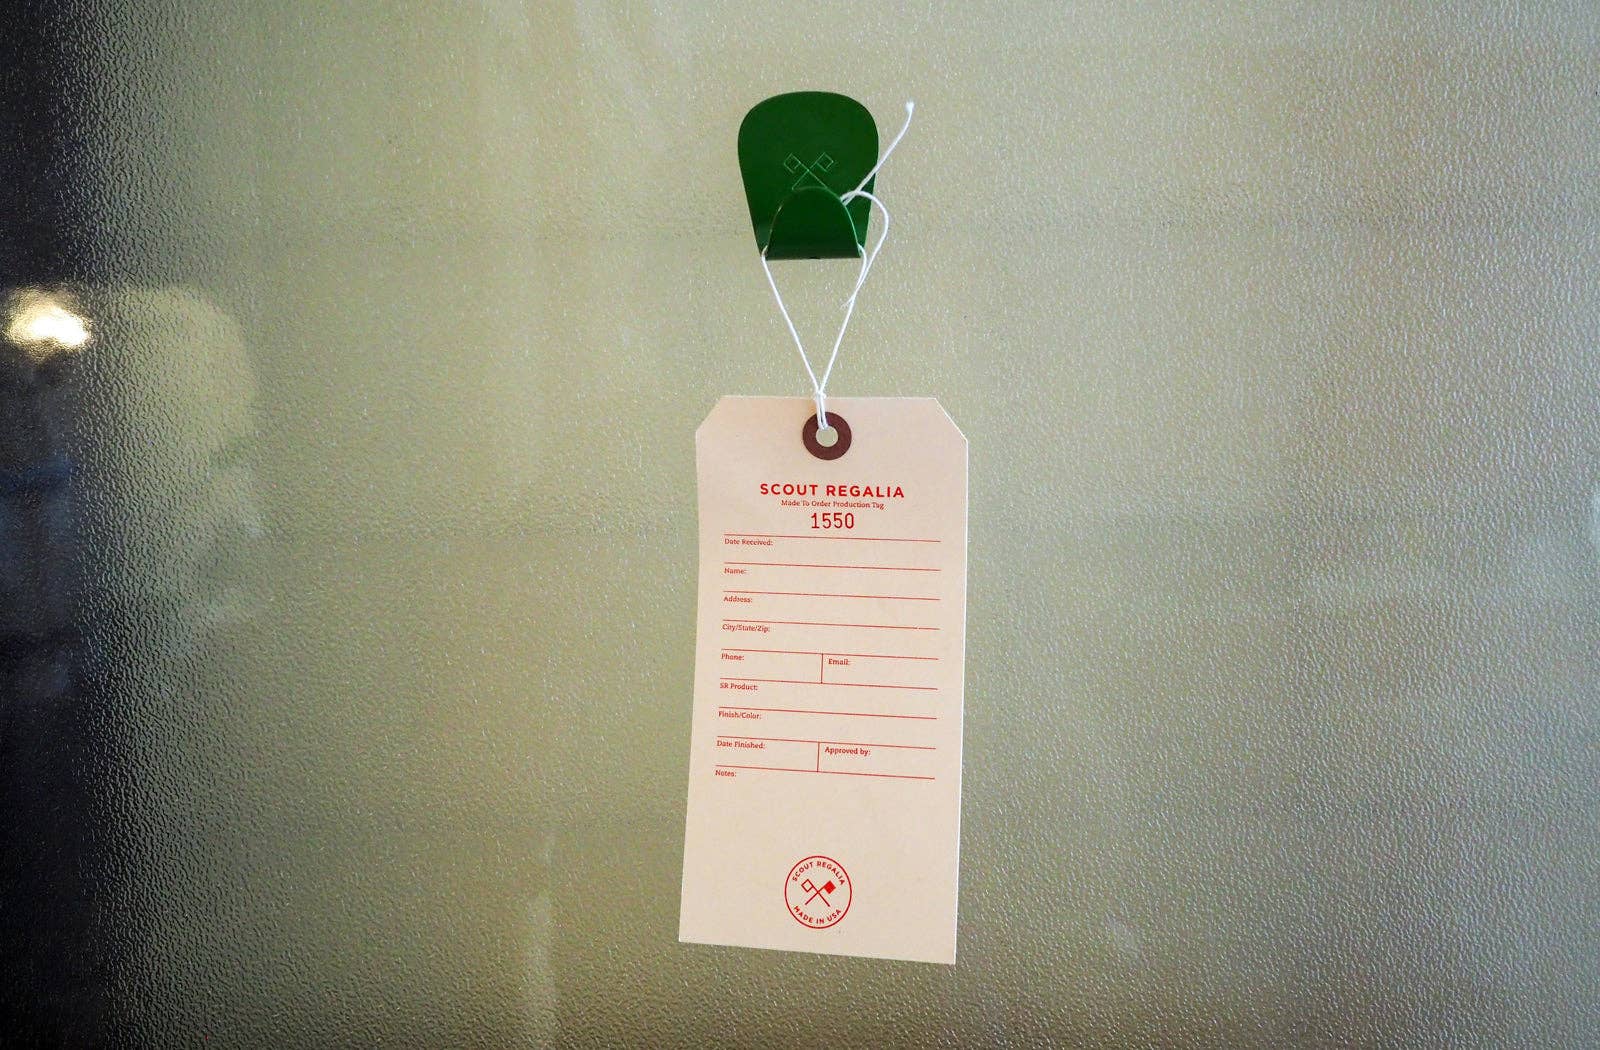 SCOUT REGALIA
Made To Order Production Tag
1550
Date Received:
Name:
Address:
City/State/Zip:
Phone: Email:
SR Product:
Finish/Color:
Date Finished: Approved by:
Notes:
SCOUT REGALIA
MADE IN USA